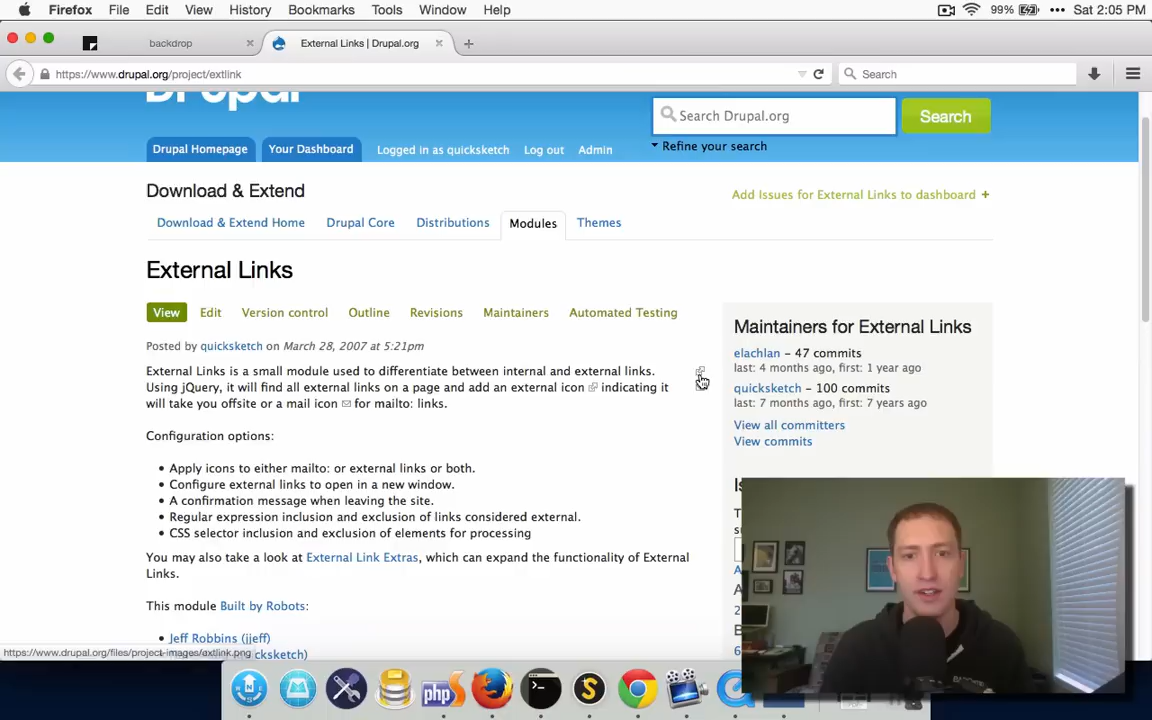 Firefox File Edit View History Bookmarks Tools Window Help 99% Sat 2:05 PM
backdrop External Links | Drupal.org
https://www.drupal.org/project/extlink Search
Drupal
Search Drupal.org Search
Refine your search
Drupal Homepage Your Dashboard Logged in as quicksketch Log out Admin
Download & Extend
Add Issues for External Links to dashboard +
Download & Extend Home Drupal Core Distributions Modules Themes
External Links
View Edit Version control Outline Revisions Maintainers Automated Testing
Posted by quicksketch on March 28, 2007 at 5:21pm
External Links is a small module used to differentiate between internal and external links.
Using jQuery, it will find all external links on a page and add an external icon indicating it
will take you offsite or a mail icon for mailto: links.
Configuration options:
• Apply icons to either mailto: or external links or both.
• Configure external links to open in a new window.
• A confirmation message when leaving the site.
• Regular expression inclusion and exclusion of links considered external.
• CSS selector inclusion and exclusion of elements for processing
You may also take a look at External Link Extras, which can expand the functionality of External
Links.
This module Built by Robots:
• Jeff Robbins (jjeff)
Maintainers for External Links
elachlan – 47 commits
last: 4 months ago, first: 1 year ago
quicksketch – 100 commits
last: 7 months ago, first: 7 years ago
View all committers
View commits
https://www.drupal.org/files/project-images/extlink.png
php
S